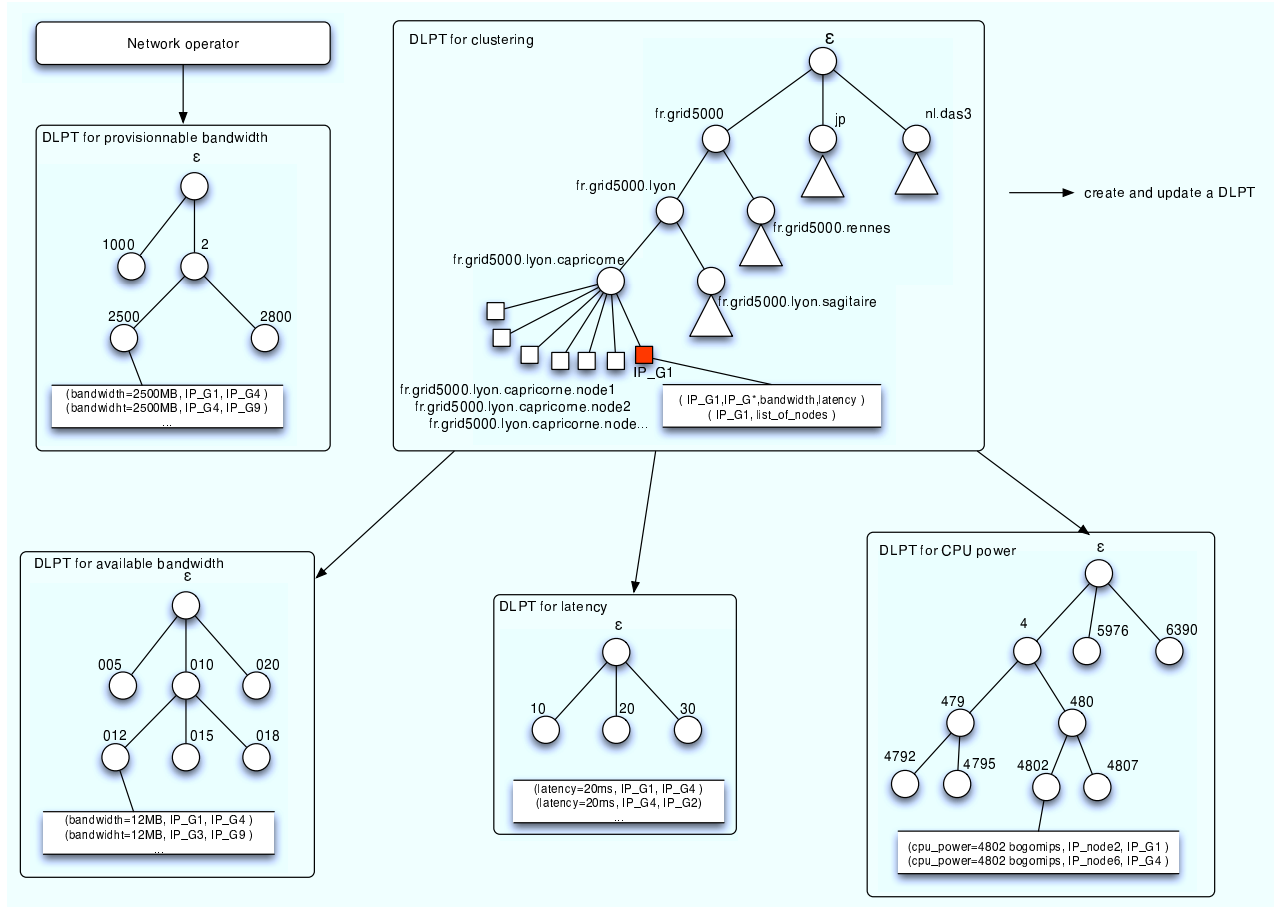 Network operator
DLPT for provisionnable bandwidth
ε
1000
2
2500
2800
(bandwidth=2500MB, IP_G1, IP_G4 )
(bandwidht=2500MB, IP_G4, IP_G9 )
...
DLPT for clustering
ε
fr.grid5000
jp
nl.das3
fr.grid5000.lyon
fr.grid5000.rennes
fr.grid5000.lyon.capricorne
fr.grid5000.lyon.sagitaire
IP_G1
fr.grid5000.lyon.capricorne.node1
fr.grid5000.lyon.capricorne.node2
fr.grid5000.lyon.capricorne.node...
( IP_G1,IP_G*,bandwidth,latency )
( IP_G1, list_of_nodes )
create and update a DLPT
DLPT for available bandwidth
ε
005
010
020
012
015
018
(bandwidth=12MB, IP_G1, IP_G4 )
(bandwidht=12MB, IP_G3, IP_G9 )
...
DLPT for latency
ε
10
20
30
(latency=20ms, IP_G1, IP_G4 )
(latency=20ms, IP_G4, IP_G2)
...
DLPT for CPU power
ε
4
5976
6390
479
480
4792
4795
4802
4807
(cpu_power=4802 bogomips, IP_node2, IP_G1 )
(cpu_power=4802 bogomips, IP_node6, IP_G4 )